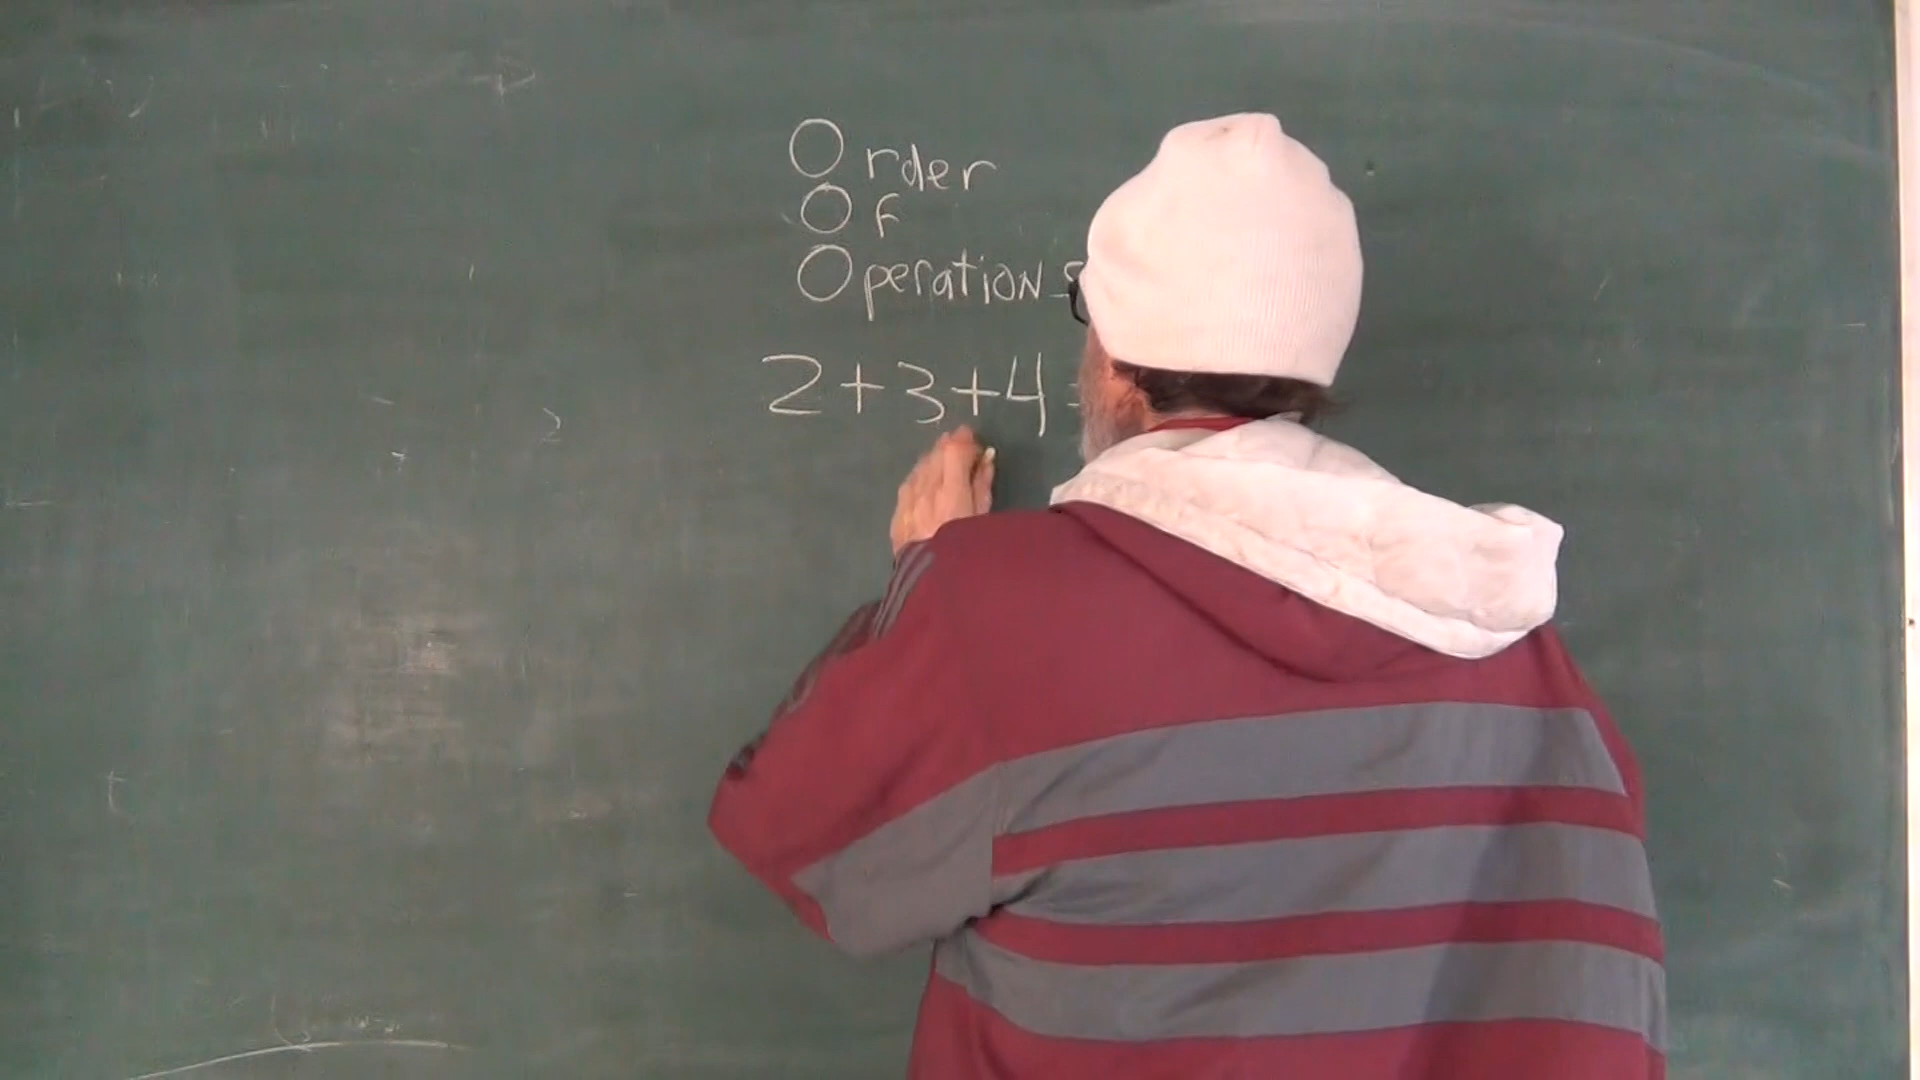 Order
Of
Operations
2+3+4 =